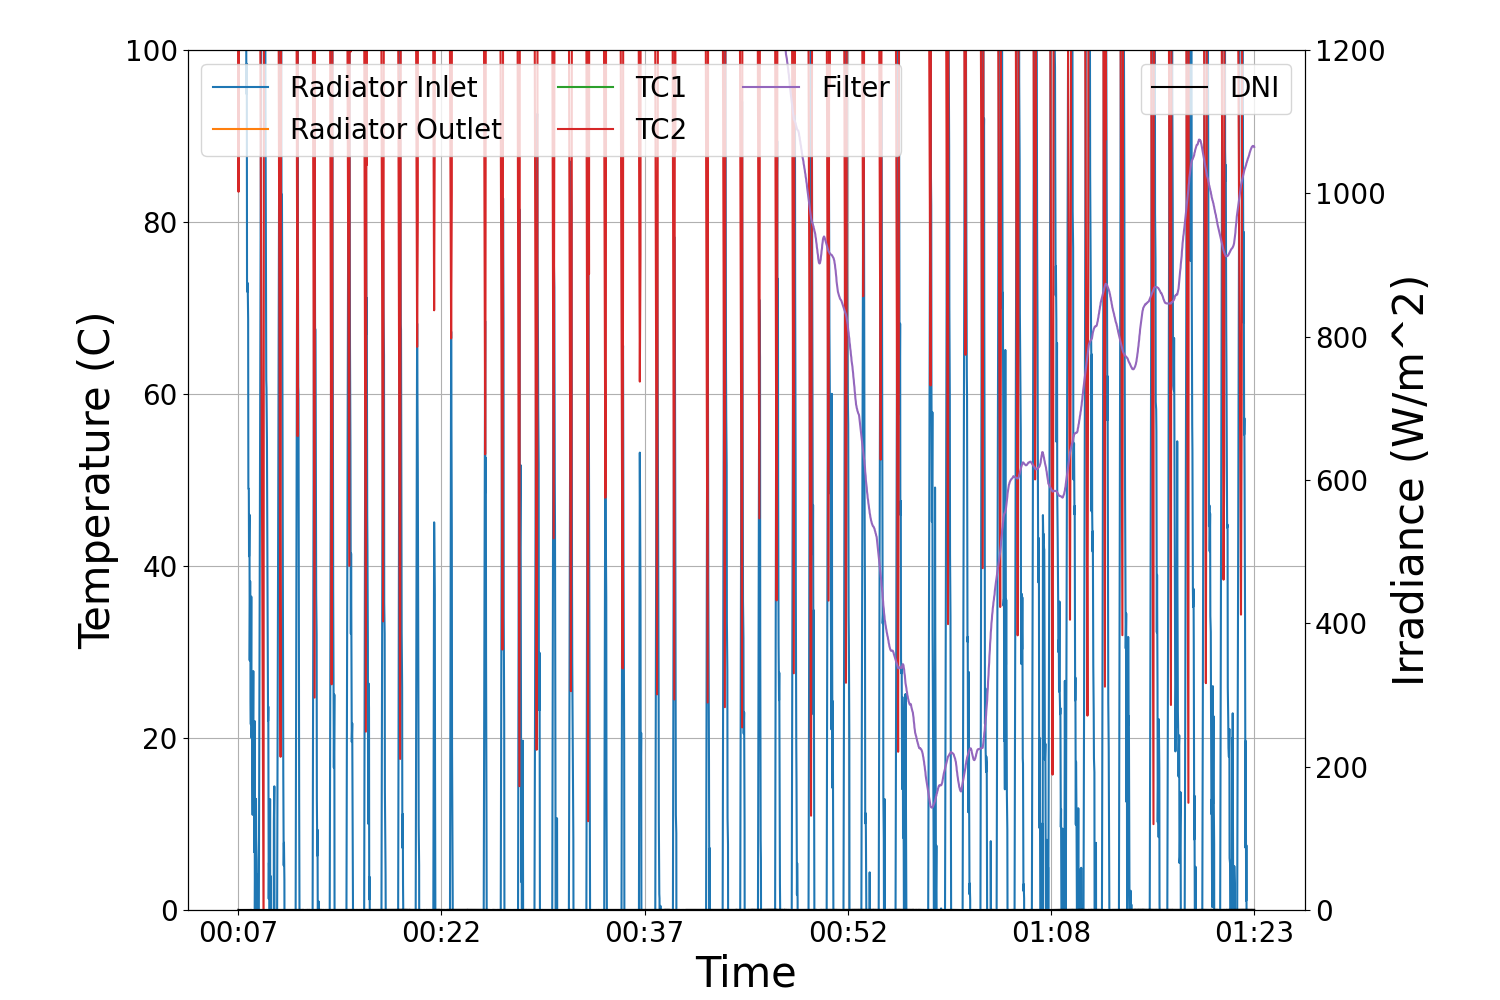 100
80
60
40
20
0
Temperature (C)
Radiator Inlet
Radiator Outlet
TC1
TC2
Filter
DNI
1200
1000
800
600
400
200
0
Irradiance (W/m^2)
00:07 00:22 00:37 00:52 01:08 01:23
Time